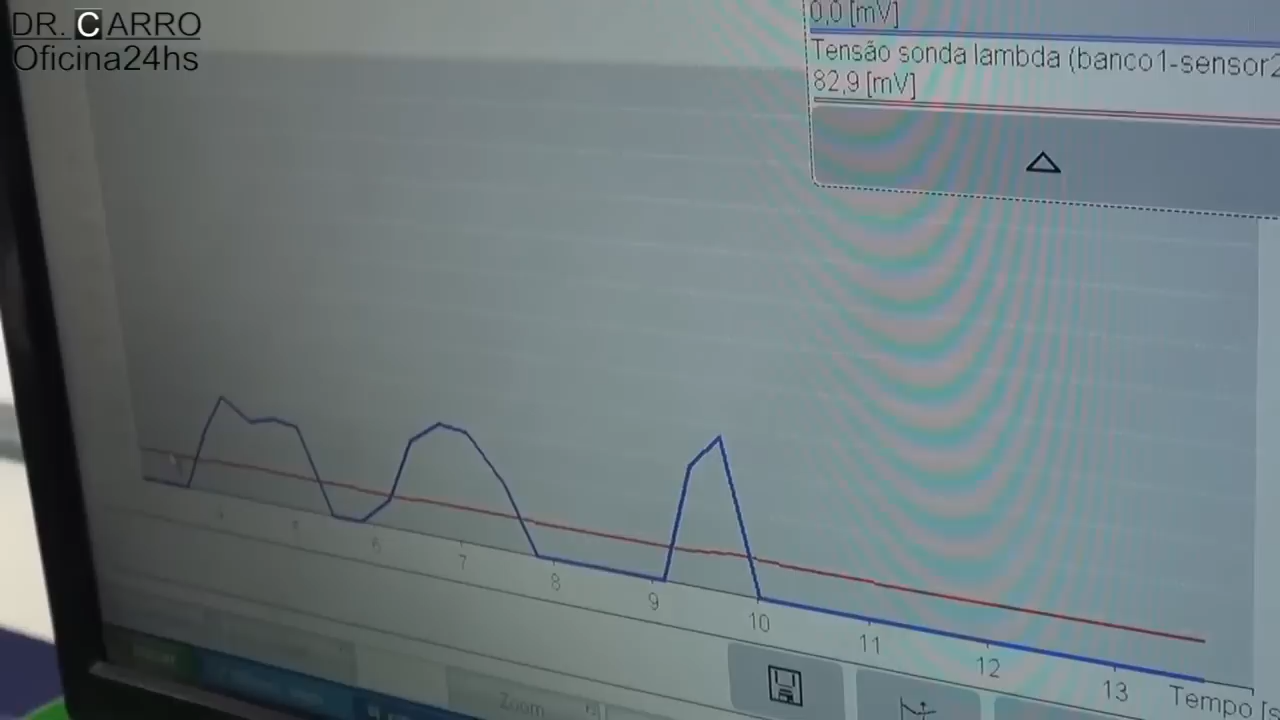 DR. CARRO
Oficina24hs
0,0 [mV]
Tensão sonda lambda (banco1-sensor2
82,9 [mV]
6
7
8
9
10
11
12
13
Tempo [s
Zoom